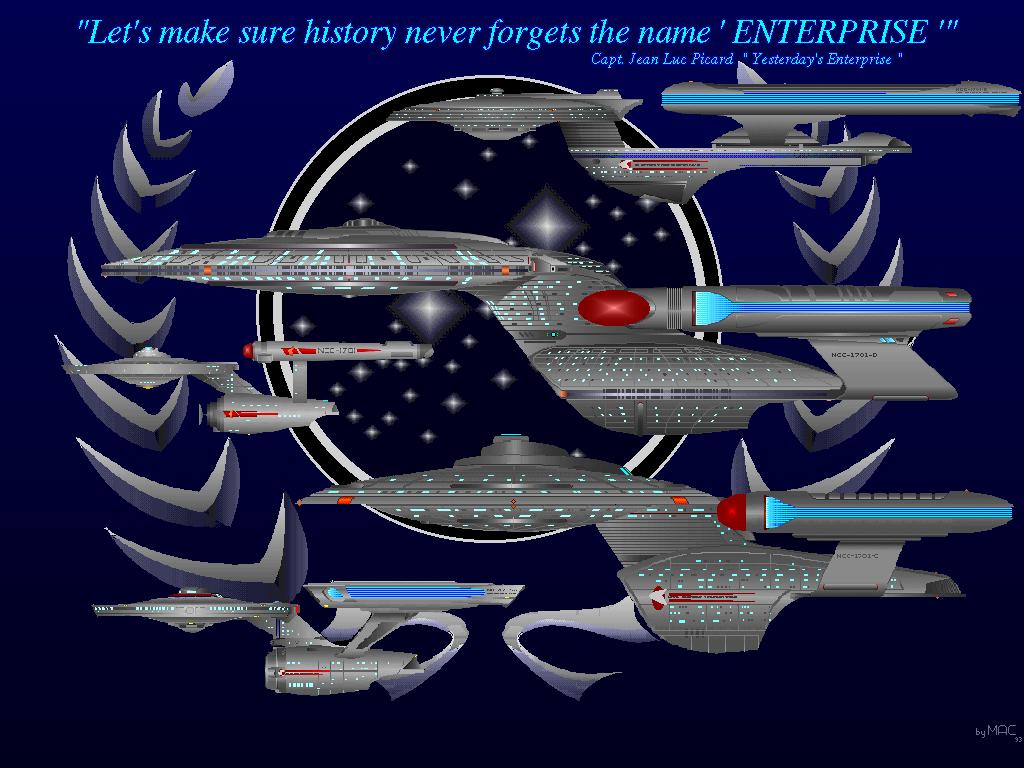 "Let's make sure history never forgets the name ' ENTERPRISE '"
Capt. Jean Luc Picard " Yesterday's Enterprise "
NCC-1701-D
NCC-1701
NCC-1701-C
by MAC
93